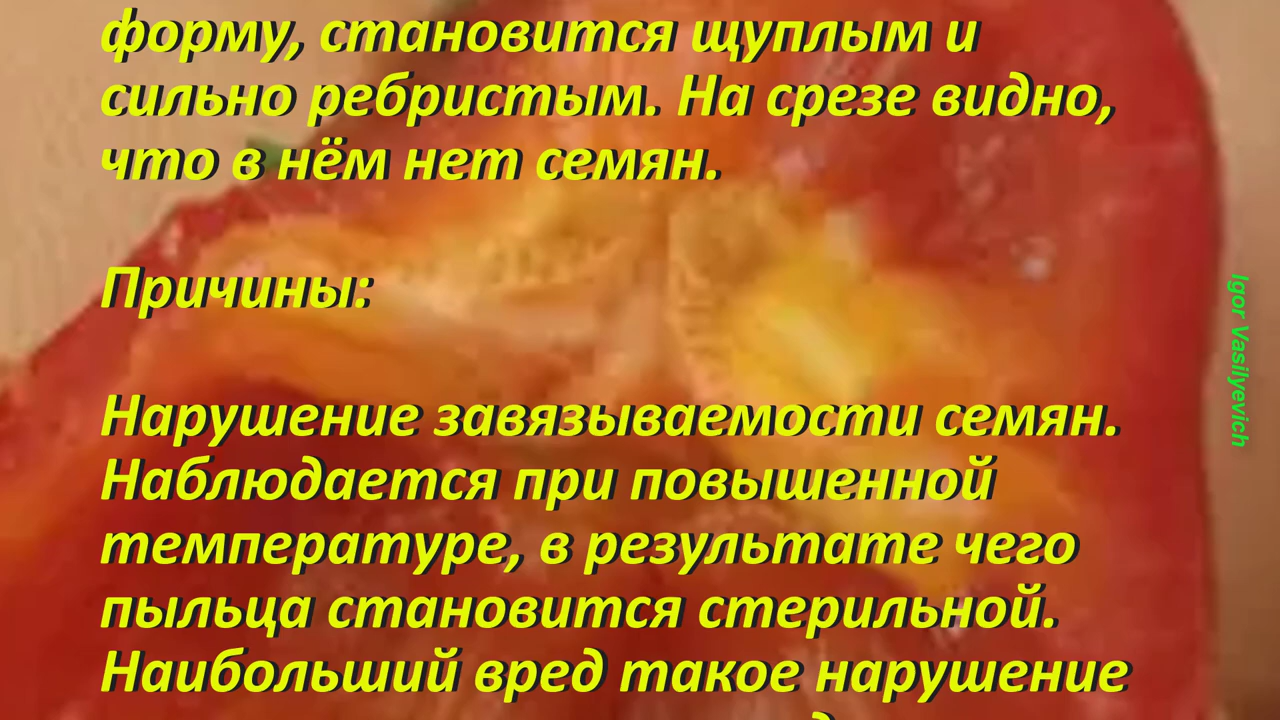 форму, становится щуплым и
сильно ребристым. На срезе видно,
что в нём нет семян.
Причины:
Нарушение завязываемости семян.
Наблюдается при повышенной
температуре, в результате чего
пыльца становится стерильной.
Наибольший вред такое нарушение
Igor Vasilyevich